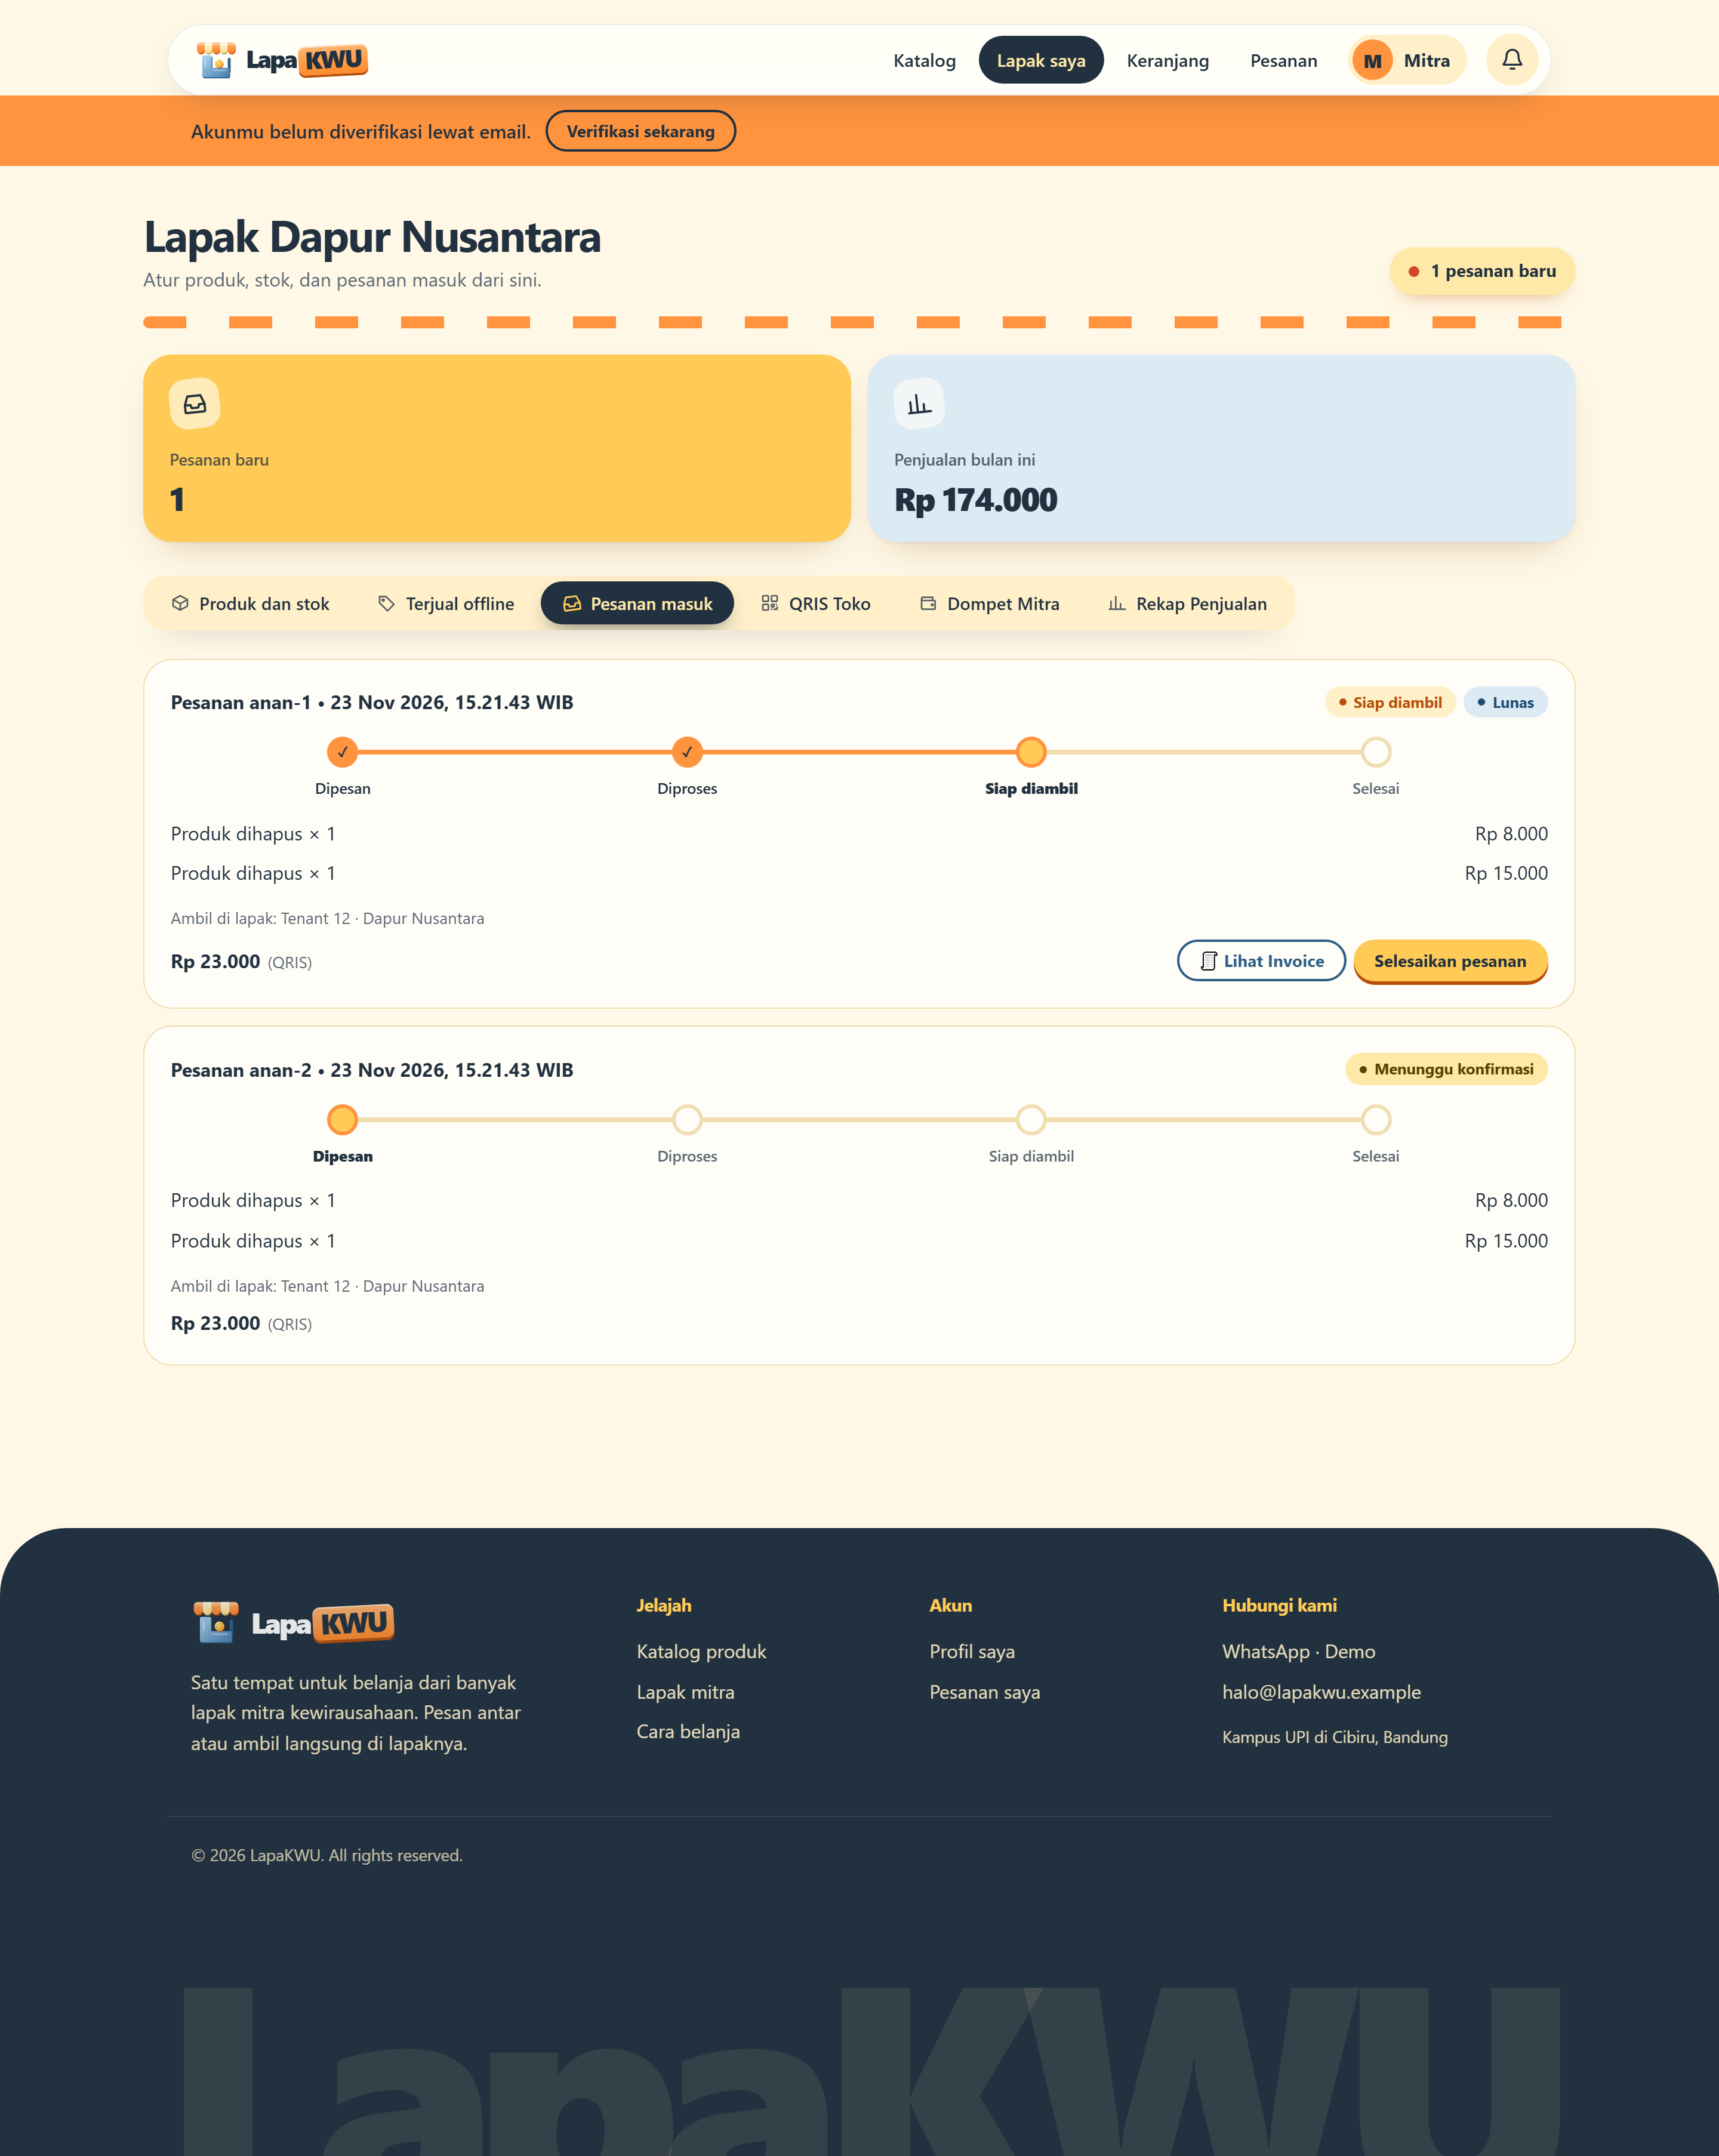 LapaKWU
Katalog
Lapak saya
Keranjang
Pesanan
M
Mitra
Akunmu belum diverifikasi lewat email.
Verifikasi sekarang
Lapak Dapur Nusantara
Atur produk, stok, dan pesanan masuk dari sini.
1 pesanan baru
Pesanan baru
1
Penjualan bulan ini
Rp 174.000
Produk dan stok
Terjual offline
Pesanan masuk
QRIS Toko
Dompet Mitra
Rekap Penjualan
Pesanan anan-1 • 23 Nov 2026, 15.21.43 WIB
Siap diambil
Lunas
✓
✓
Dipesan
Diproses
Siap diambil
Selesai
Produk dihapus × 1
Rp 8.000
Produk dihapus × 1
Rp 15.000
Ambil di lapak: Tenant 12 · Dapur Nusantara
Rp 23.000 (QRIS)
Lihat Invoice
Selesaikan pesanan
Pesanan anan-2 • 23 Nov 2026, 15.21.43 WIB
Menunggu konfirmasi
Dipesan
Diproses
Siap diambil
Selesai
Produk dihapus × 1
Rp 8.000
Produk dihapus × 1
Rp 15.000
Ambil di lapak: Tenant 12 · Dapur Nusantara
Rp 23.000 (QRIS)
LapaKWU
Satu tempat untuk belanja dari banyak
lapak mitra kewirausahaan. Pesan antar
atau ambil langsung di lapaknya.
Jelajah
Katalog produk
Lapak mitra
Cara belanja
Akun
Profil saya
Pesanan saya
Hubungi kami
WhatsApp · Demo
halo@lapakwu.example
Kampus UPI di Cibiru, Bandung
© 2026 LapaKWU. All rights reserved.
LapaKWU